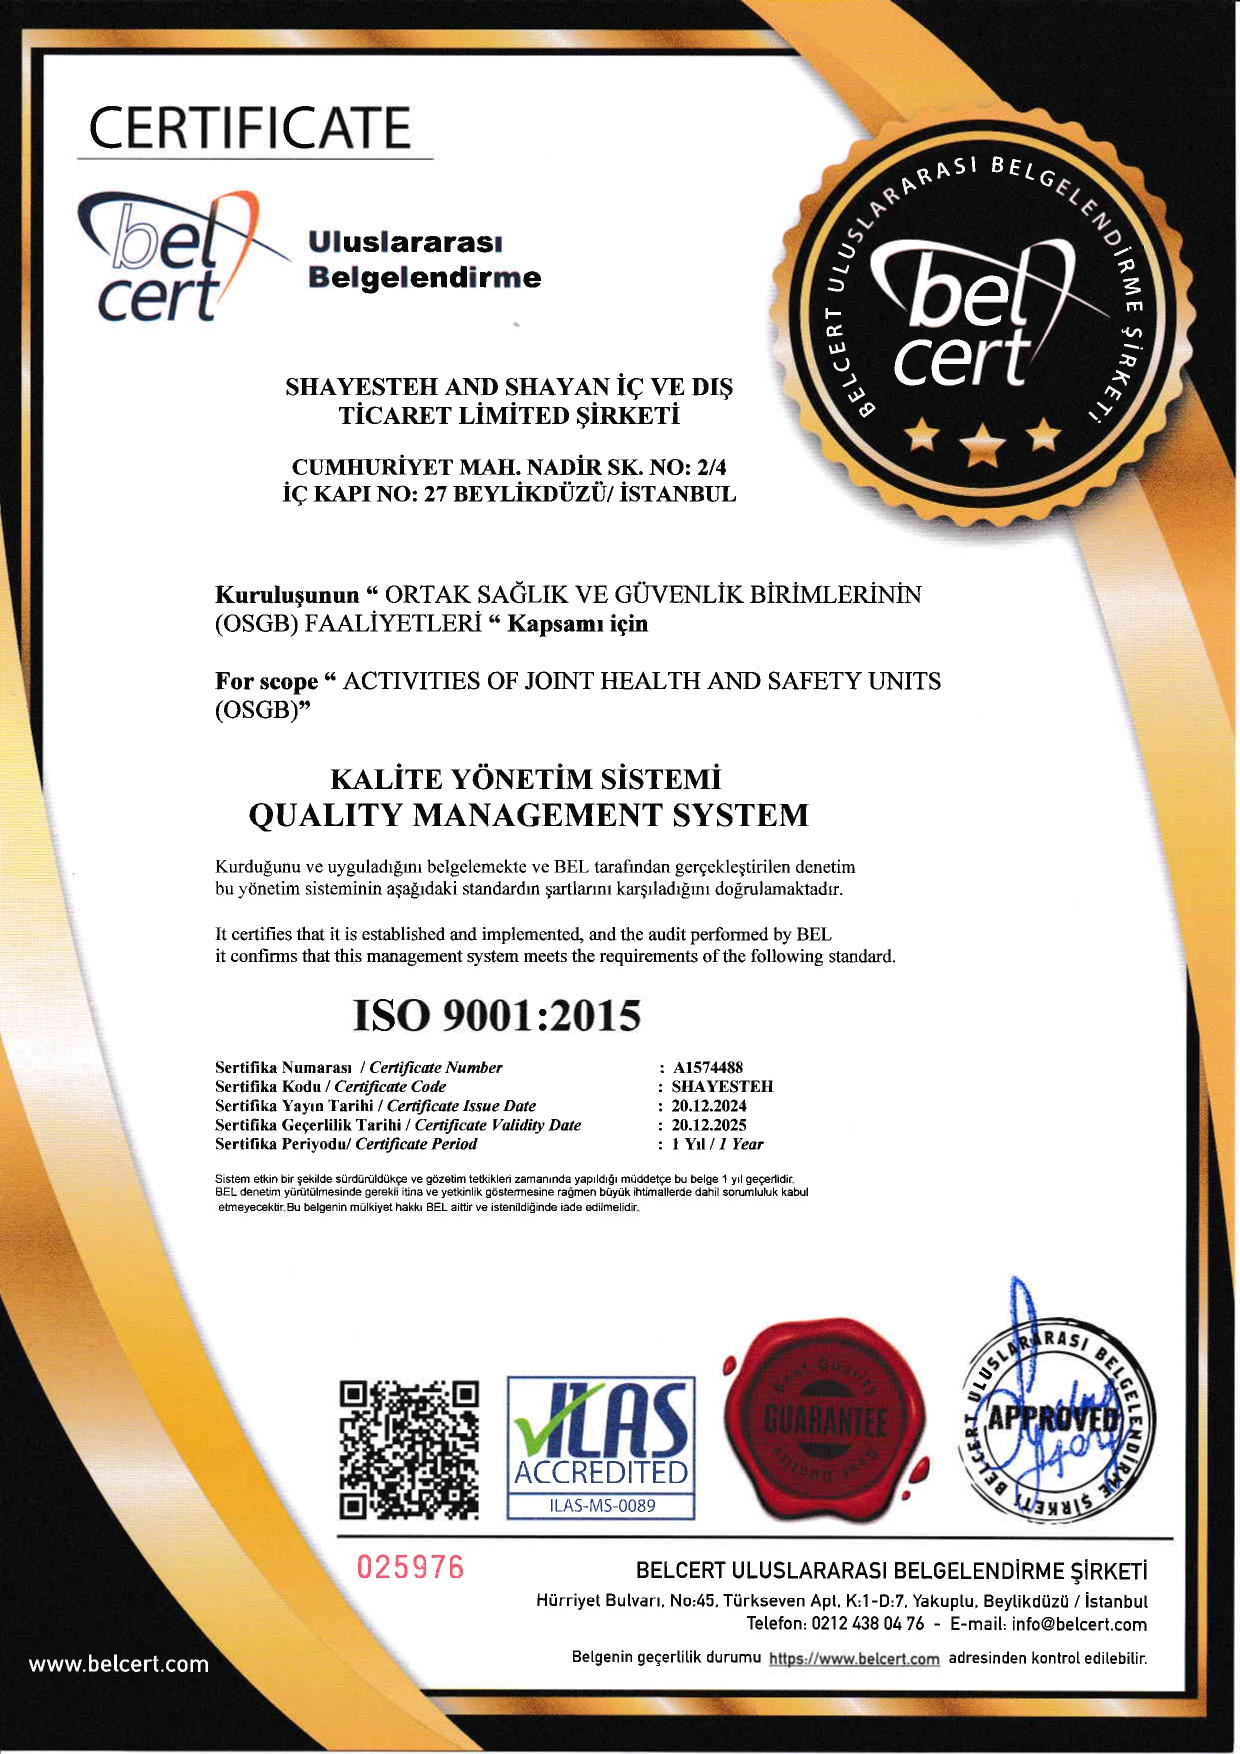 CERTIFICATE
bel cert
Uluslararası
Belgelendirme
BELCERT ULUSLARARASI BELGELENDİRME ŞİRKETİ
bel cert
SHAYESTEH AND SHAYAN İÇ VE DIŞ
TİCARET LİMİTED ŞİRKETİ
CUMHURİYET MAH. NADİR SK. NO: 2/4
İÇ KAPI NO: 27 BEYLİKDÜZÜ/ İSTANBUL
Kuruluşunun “ ORTAK SAĞLIK VE GÜVENLİK BİRİMLERİNİN
(OSGB) FAALİYETLERİ “ Kapsamı için
For scope “ ACTIVITIES OF JOINT HEALTH AND SAFETY UNITS
(OSGB)”
KALİTE YÖNETİM SİSTEMİ
QUALITY MANAGEMENT SYSTEM
Kurduğunu ve uyguladığını belgelemekte ve BEL tarafından gerçekleştirilen denetim
bu yönetim sisteminin aşağıdaki standardın şartlarını karşıladığını doğrulamaktadır.
It certifies that it is established and implemented, and the audit performed by BEL
it confirms that this management system meets the requirements of the following standard.
ISO 9001:2015
Sertifika Numarası / Certificate Number : A1574488
Sertifika Kodu / Certificate Code : SHAYESTEH
Sertifika Yayın Tarihi / Certificate Issue Date : 20.12.2024
Sertifika Geçerlilik Tarihi / Certificate Validity Date : 20.12.2025
Sertifika Periyodu/ Certificate Period : 1 Yıl / 1 Year
Sistem etkin bir şekilde sürdürüldükçe ve gözetim tetkikleri zamanında yapıldığı müddetçe bu belge 1 yıl geçerlidir.
BEL denetim yürütülmesinde gerekli itina ve yetkinlik göstermesine rağmen büyük ihtimallerde dahil sorumluluk kabul
etmeyecektir. Bu belgenin mülkiyet hakkı BEL aittir ve istenildiğinde iade edilmelidir.
ILAS
ACCREDITED
ILAS-MS-0089
Best Quality
GUARANTEE
Best Quality
BELCERT ULUSLARARASI BELGELENDİRME ŞİRKETİ
APPROVED
025976
BELCERT ULUSLARARASI BELGELENDİRME ŞİRKETİ
Hürriyet Bulvarı, No:45, Türkseven Apt. K:1-D:7, Yakuplu, Beylikdüzü / İstanbul
Telefon: 0212 438 04 76 - E-mail: info@belcert.com
Belgenin geçerlilik durumu https://www.belcert.com adresinden kontrol edilebilir.
www.belcert.com